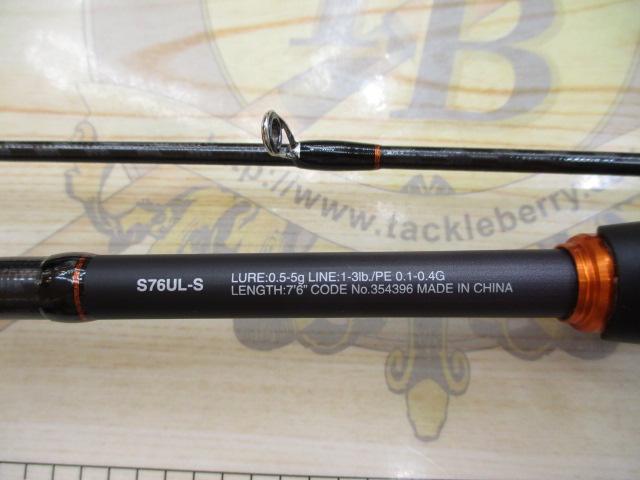 TB
http://www.tackleberry.
S76UL-S
LURE:0.5-5g LINE:1-3lb./PE 0.1-0.4G
LENGTH:7'6" CODE No.354396 MADE IN CHINA